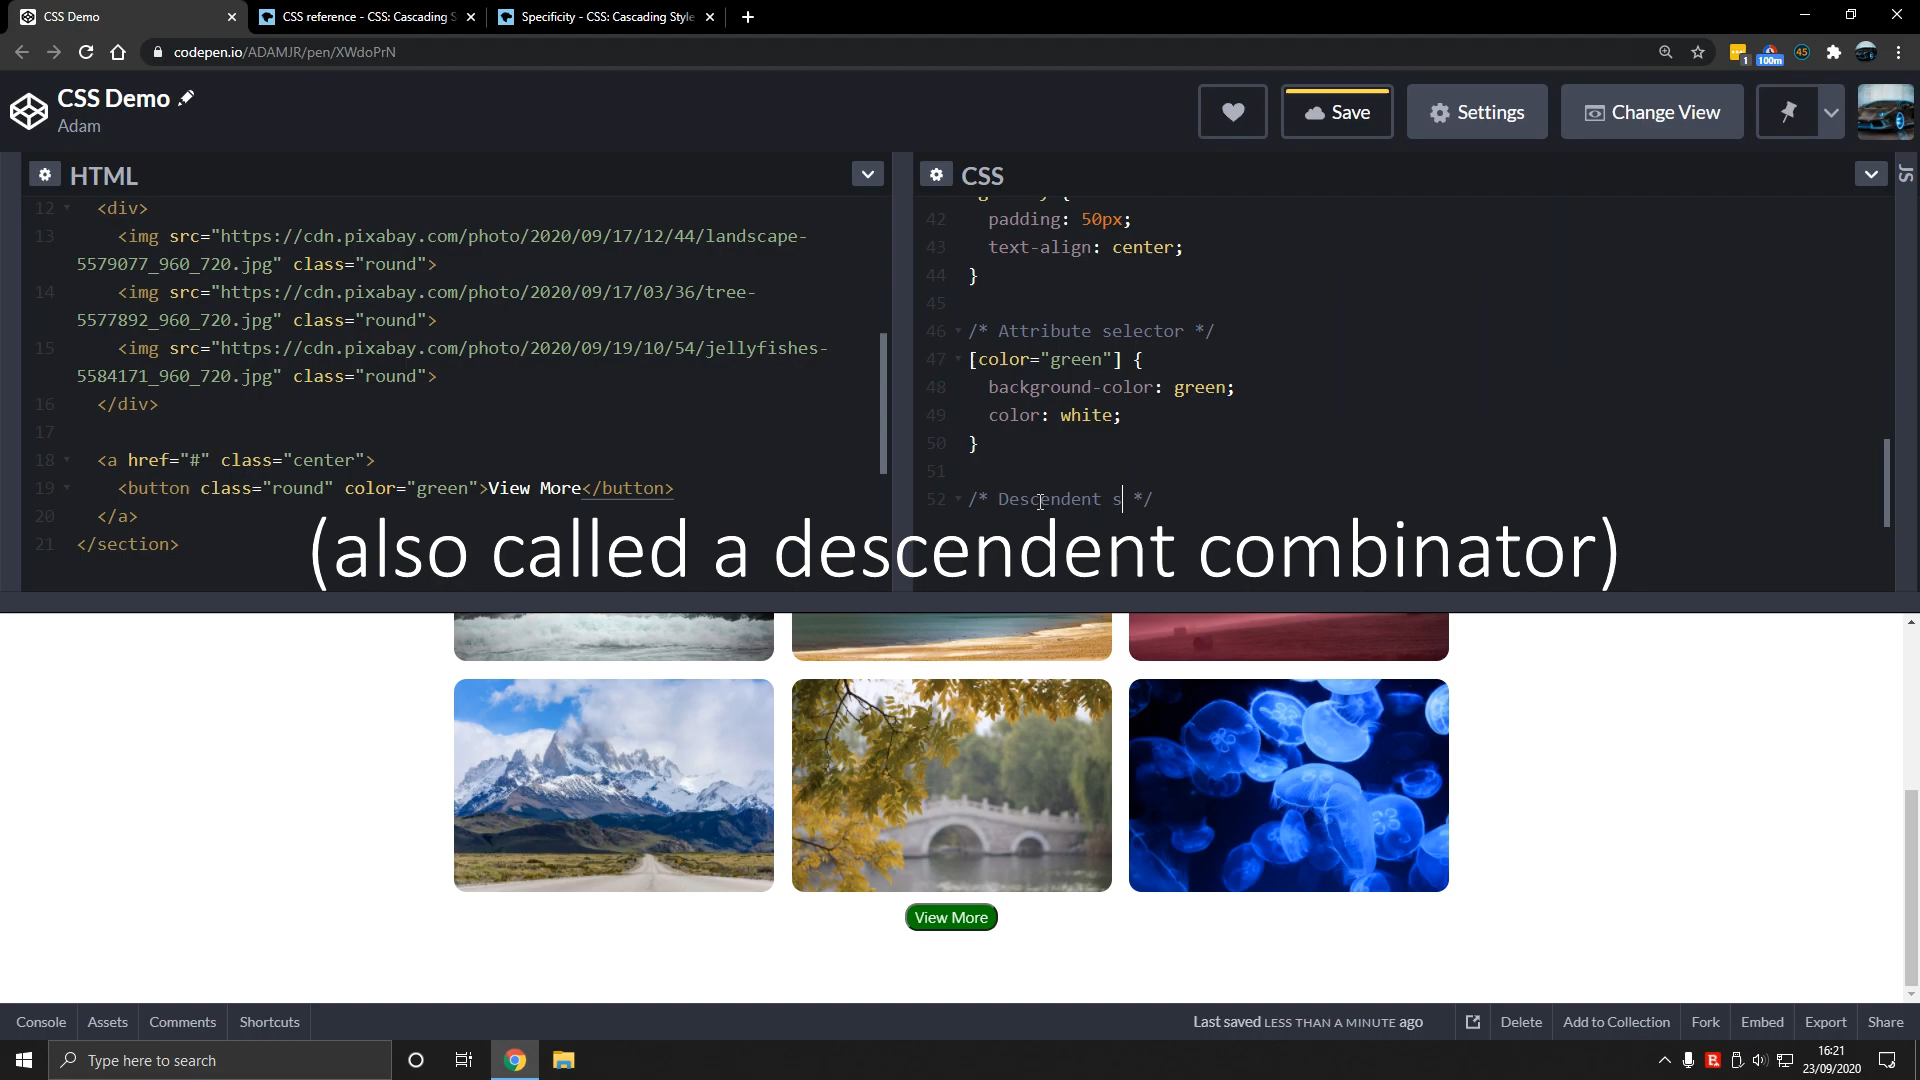 CSS Demo
CSS reference - CSS: Cascading S
Specificity - CSS: Cascading Style
codepen.io/ADAMJR/pen/XWdoPrN
1
100m
45
CSS Demo
Adam
Save
Settings
Change View
HTML
12 <div>
13 <img src="https://cdn.pixabay.com/photo/2020/09/17/12/44/landscape-
5579077_960_720.jpg" class="round">
14 <img src="https://cdn.pixabay.com/photo/2020/09/17/03/36/tree-
5577892_960_720.jpg" class="round">
15 <img src="https://cdn.pixabay.com/photo/2020/09/19/10/54/jellyfishes-
5584171_960_720.jpg" class="round">
16 </div>
17
18 <a href="#" class="center">
19 <button class="round" color="green">View More</button>
20 </a>
21 </section>
CSS
42 padding: 50px;
43 text-align: center;
44 }
45
46 /* Attribute selector */
47 [color="green"] {
48 background-color: green;
49 color: white;
50 }
51
52 /* Descendent s */
JS
(also called a descendent combinator)
View More
Console
Assets
Comments
Shortcuts
Last saved LESS THAN A MINUTE ago
Delete
Add to Collection
Fork
Embed
Export
Share
Type here to search
16:21
23/09/2020